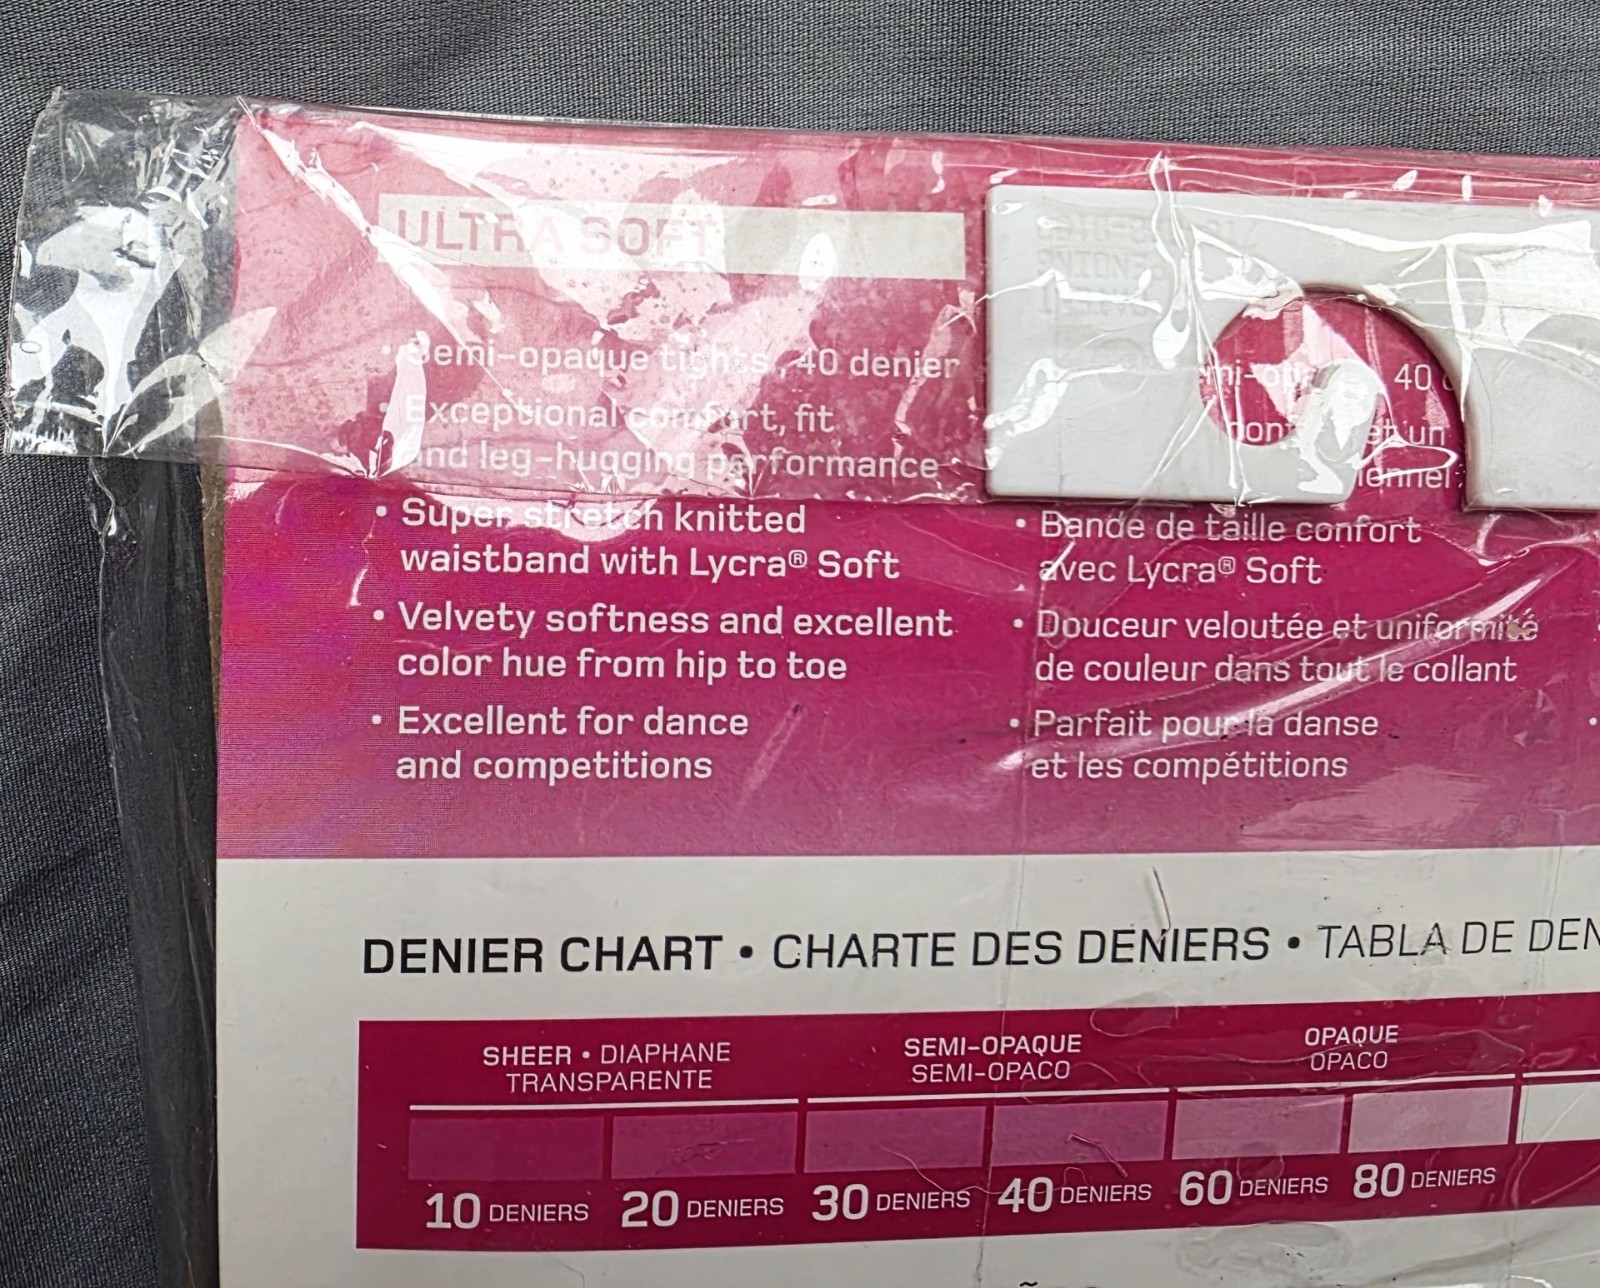 ULTRA SOFT
• Semi-opaque tights, 40 denier
• Exceptional comfort, fit
and leg-hugging performance
• Super stretch knitted
waistband with Lycra® Soft
• Velvety softness and excellent
color hue from hip to toe
• Excellent for dance
and competitions
40
et un
• Bande de taille confort
avec Lycra® Soft
• Douceur veloutée et uniformité
de couleur dans tout le collant
• Parfait pour la danse
et les compétitions
DENIER CHART • CHARTE DES DENIERS • TABLA DE DEN
SHEER • DIAPHANE
TRANSPARENTE
SEMI-OPAQUE
SEMI-OPACO
OPAQUE
OPACO
10 DENIERS 20 DENIERS 30 DENIERS 40 DENIERS 60 DENIERS 80 DENIERS